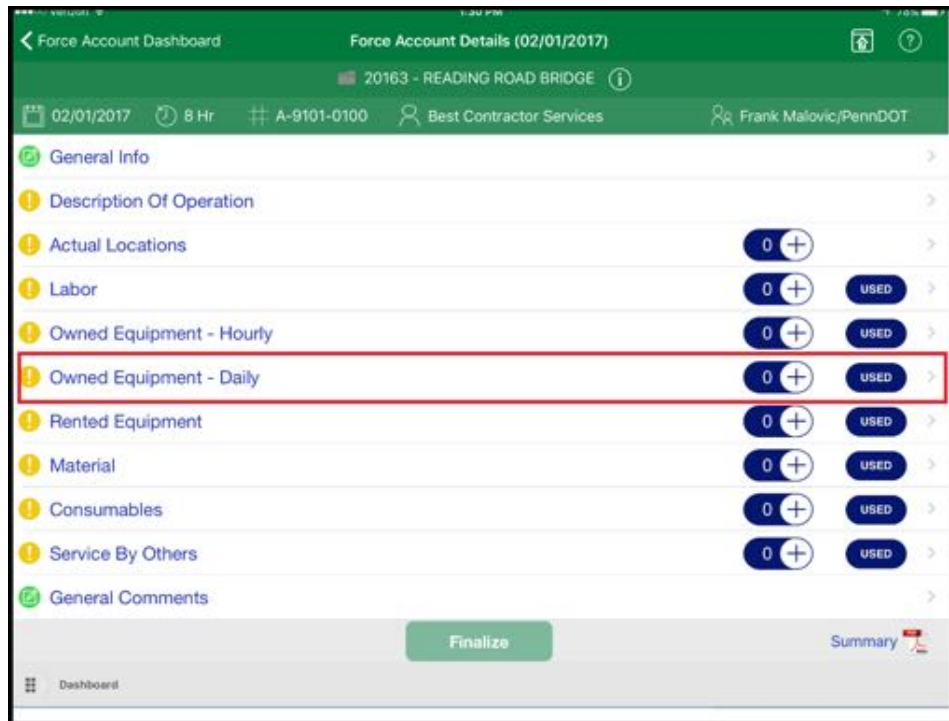 1:30 PM
Force Account Dashboard
Force Account Details (02/01/2017)
20163 - READING ROAD BRIDGE
02/01/2017 8 Hr A-9101-0100 Best Contractor Services Frank Malovic/PennDOT
General Info
Description Of Operation
Actual Locations 0 +
Labor 0 + USED
Owned Equipment - Hourly 0 + USED
Owned Equipment - Daily 0 + USED
Rented Equipment 0 + USED
Material 0 + USED
Consumables 0 + USED
Service By Others 0 + USED
General Comments
Finalize
Summary
Dashboard